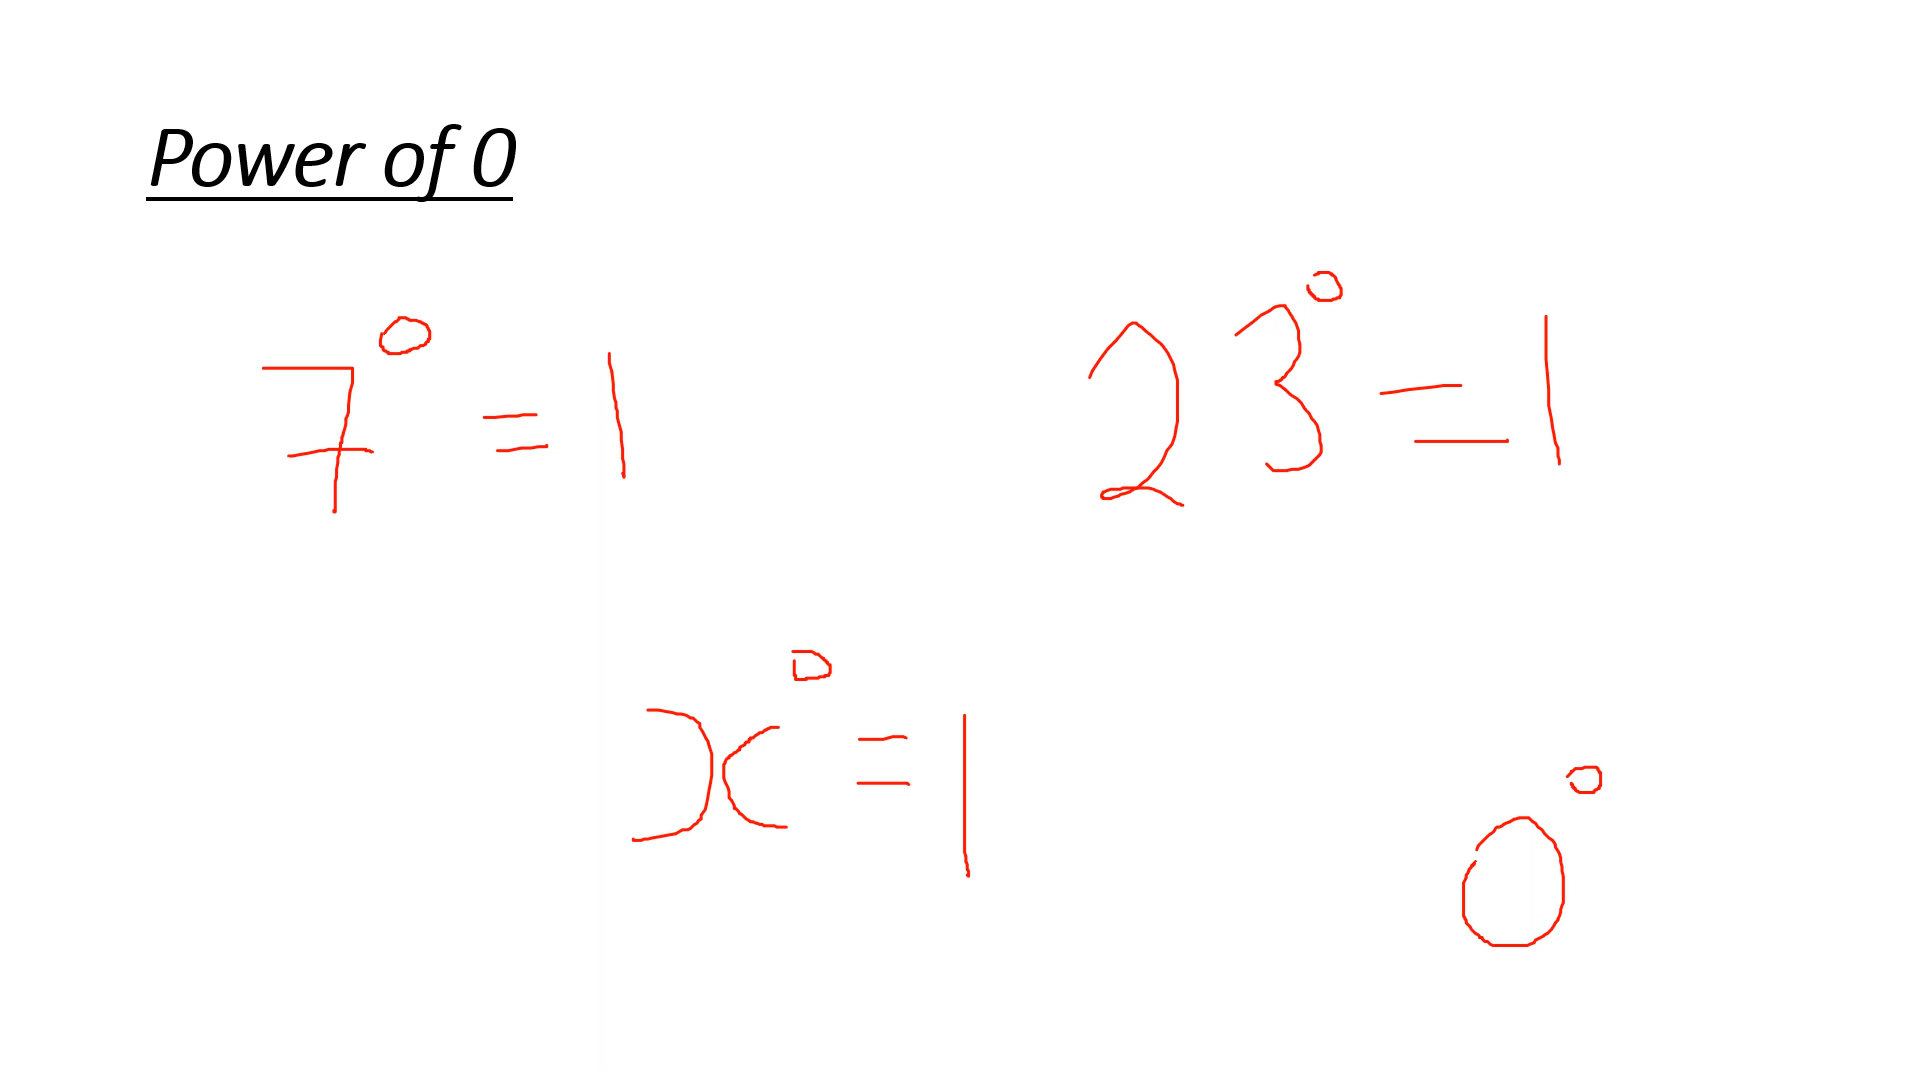 Power of 0
7⁰ = 1
23⁰ = 1
x⁰ = 1
0⁰